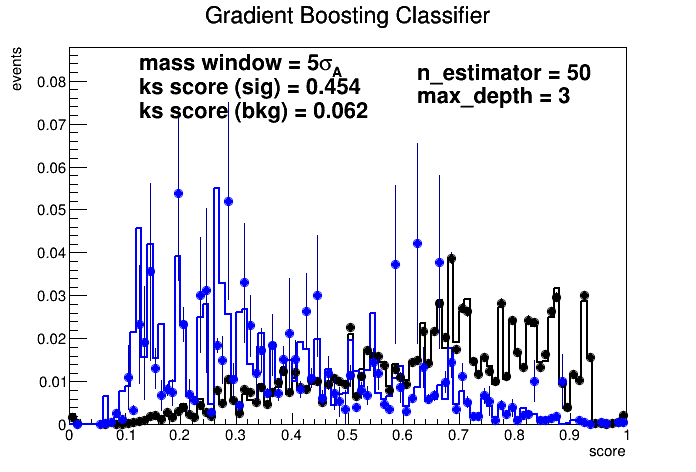 Gradient Boosting Classifier
events
mass window = 5σA
ks score (sig) = 0.454
ks score (bkg) = 0.062
n_estimator = 50
max_depth = 3
0.08
0.07
0.06
0.05
0.04
0.03
0.02
0.01
0
0 0.1 0.2 0.3 0.4 0.5 0.6 0.7 0.8 0.9 1
score